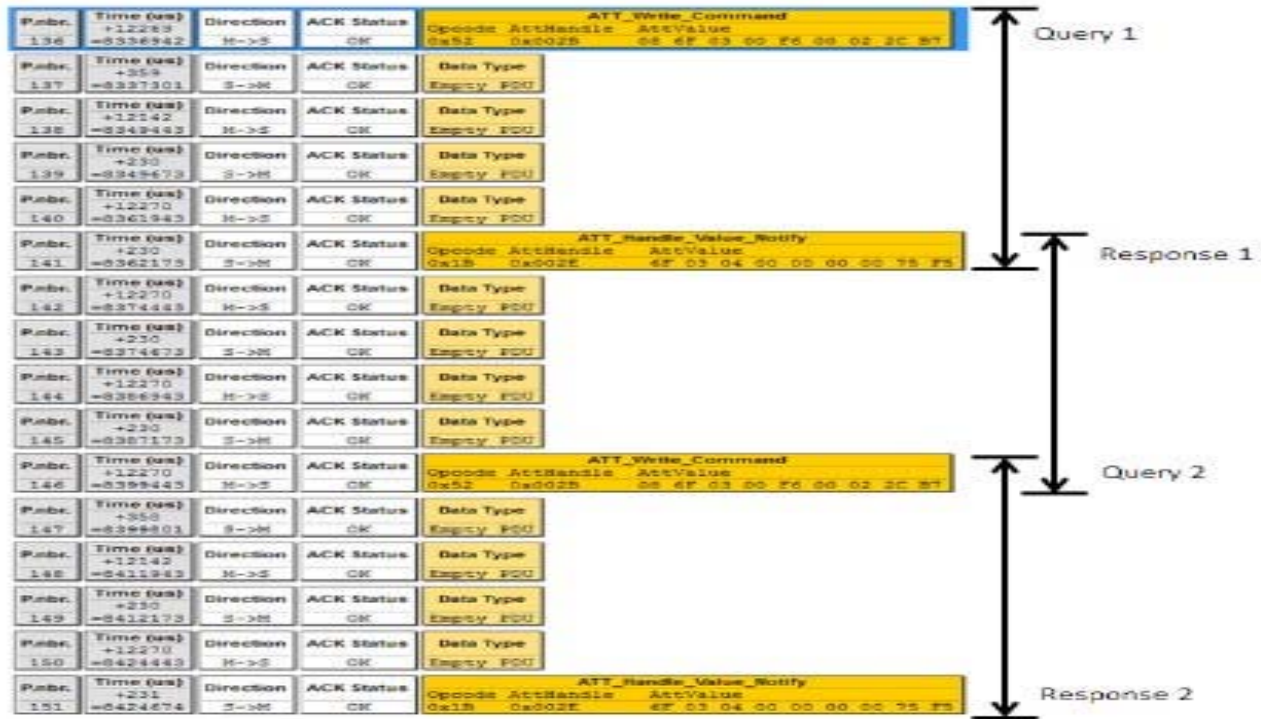 P.nbr. Time (us) Direction ACK Status ATT_Write_Command
+12269 Opcode AttHandle AttValue
136 =8336942 M->S OK 0x52 0x002B 08 6F 03 00 F6 00 02 2C B7
Query 1
P.nbr. Time (us) Direction ACK Status Data Type
+359
137 =8337301 S->M OK Empty PDU
P.nbr. Time (us) Direction ACK Status Data Type
+12142
138 =8349443 M->S OK Empty PDU
P.nbr. Time (us) Direction ACK Status Data Type
+230
139 =8349673 S->M OK Empty PDU
P.nbr. Time (us) Direction ACK Status Data Type
+12270
140 =8361943 M->S OK Empty PDU
P.nbr. Time (us) Direction ACK Status ATT_Handle_Value_Notify
+230 Opcode AttHandle AttValue
141 =8362173 S->M OK 0x1B 0x002E 6F 03 04 00 00 00 00 75 F5
Response 1
P.nbr. Time (us) Direction ACK Status Data Type
+12270
142 =8374443 M->S OK Empty PDU
P.nbr. Time (us) Direction ACK Status Data Type
+230
143 =8374673 S->M OK Empty PDU
P.nbr. Time (us) Direction ACK Status Data Type
+12270
144 =8386943 M->S OK Empty PDU
P.nbr. Time (us) Direction ACK Status Data Type
+230
145 =8387173 S->M OK Empty PDU
P.nbr. Time (us) Direction ACK Status ATT_Write_Command
+12270 Opcode AttHandle AttValue
146 =8399443 M->S OK 0x52 0x002B 08 6F 03 00 F6 00 02 2C B7
Query 2
P.nbr. Time (us) Direction ACK Status Data Type
+358
147 =8399801 S->M OK Empty PDU
P.nbr. Time (us) Direction ACK Status Data Type
+12142
148 =8411943 M->S OK Empty PDU
P.nbr. Time (us) Direction ACK Status Data Type
+230
149 =8412173 S->M OK Empty PDU
P.nbr. Time (us) Direction ACK Status Data Type
+12270
150 =8424443 M->S OK Empty PDU
P.nbr. Time (us) Direction ACK Status ATT_Handle_Value_Notify
+231 Opcode AttHandle AttValue
151 =8424674 S->M OK 0x1B 0x002E 6F 03 04 00 00 00 00 75 F5
Response 2